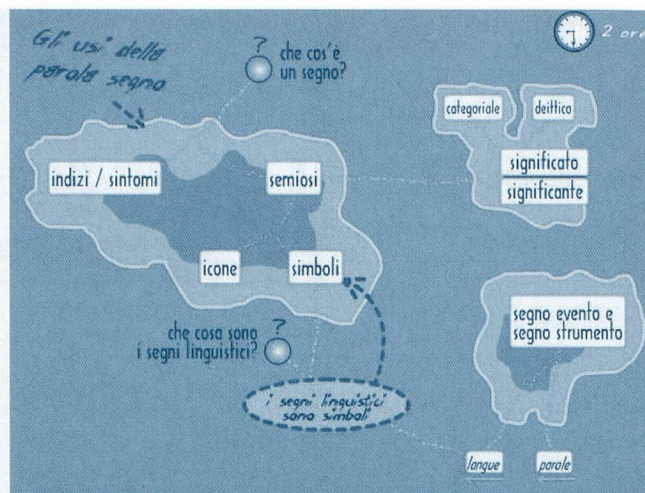 Gli usi della
parola segno
?
che cos'è
un segno?
2 ore
categoriale
deittico
indizi / sintomi
semiosi
significato
significante
icone
simboli
segno evento e
segno strumento
?
che cosa sono
i segni linguistici?
i segni linguistici
sono simboli
langue
parole